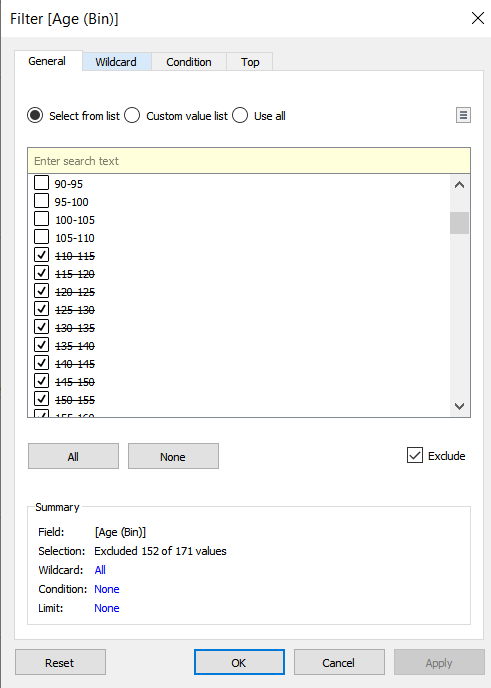 Filter [Age (Bin)]
General Wildcard Condition Top
Select from list Custom value list Use all
Enter search text
90-95
95-100
100-105
105-110
110-115
115-120
120-125
125-130
130-135
135-140
140-145
145-150
150-155
155-160
All None Exclude
Summary
Field: [Age (Bin)]
Selection: Excluded 152 of 171 values
Wildcard: All
Condition: None
Limit: None
Reset OK Cancel Apply